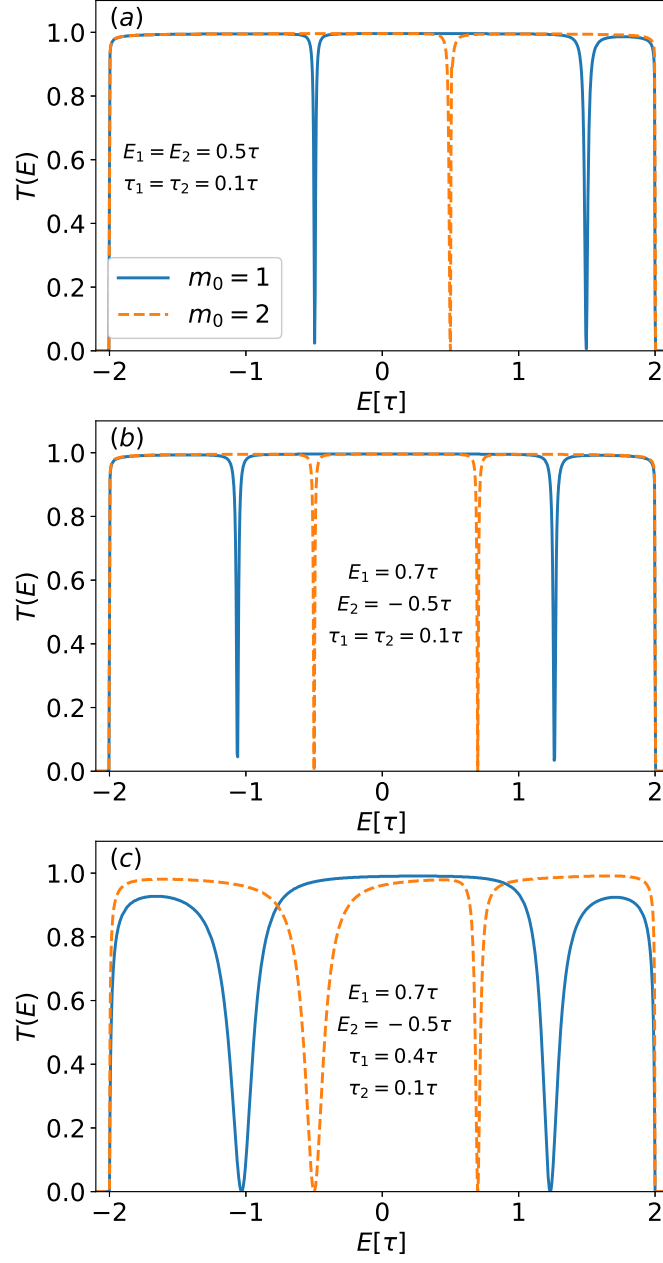 (a)
1.0
0.8
0.6
0.4
0.2
0.0
T(E)
E₁ = E₂ = 0.5τ
τ₁ = τ₂ = 0.1τ
m₀ = 1
m₀ = 2
−2 −1 0 1 2
E[τ]
(b)
1.0
0.8
0.6
0.4
0.2
0.0
T(E)
E₁ = 0.7τ
E₂ = −0.5τ
τ₁ = τ₂ = 0.1τ
−2 −1 0 1 2
E[τ]
(c)
1.0
0.8
0.6
0.4
0.2
0.0
T(E)
E₁ = 0.7τ
E₂ = −0.5τ
τ₁ = 0.4τ
τ₂ = 0.1τ
−2 −1 0 1 2
E[τ]